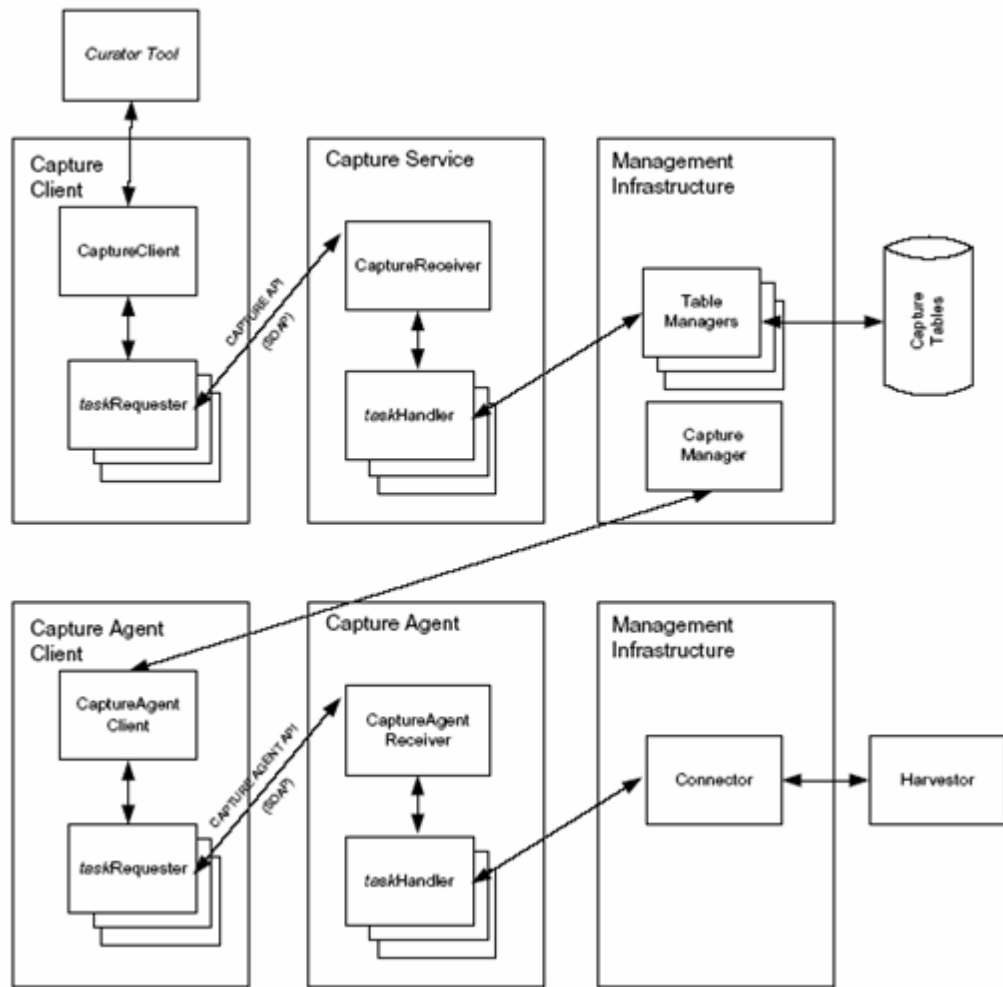 Curator Tool
Capture
Client
CaptureClient
taskRequester
CAPTURE API
(SOAP)
Capture Service
CaptureReceiver
taskHandler
Management
Infrastructure
Table
Managers
Capture
Manager
Capture
Tables
Capture Agent
Client
CaptureAgent
Client
taskRequester
CAPTURE AGENT API
(SOAP)
Capture Agent
CaptureAgent
Receiver
taskHandler
Management
Infrastructure
Connector
Harvestor